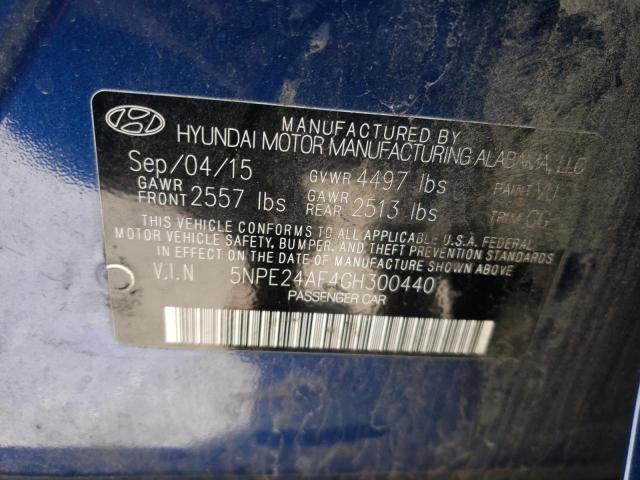 MANUFACTURED BY
HYUNDAI MOTOR MANUFACTURING ALABAMA, LLC
Sep/04/15 GVWR 4497 lbs PAINT VU
GAWR FRONT 2557 lbs GAWR REAR 2513 lbs TRIM CG
THIS VEHICLE CONFORMS TO ALL APPLICABLE U.S.A. FEDERAL
MOTOR VEHICLE SAFETY, BUMPER, AND THEFT PREVENTION STANDARDS
IN EFFECT ON THE DATE OF MANUFACTURE SHOWN ABOVE.
V.I.N 5NPE24AF4GH300440
PASSENGER CAR